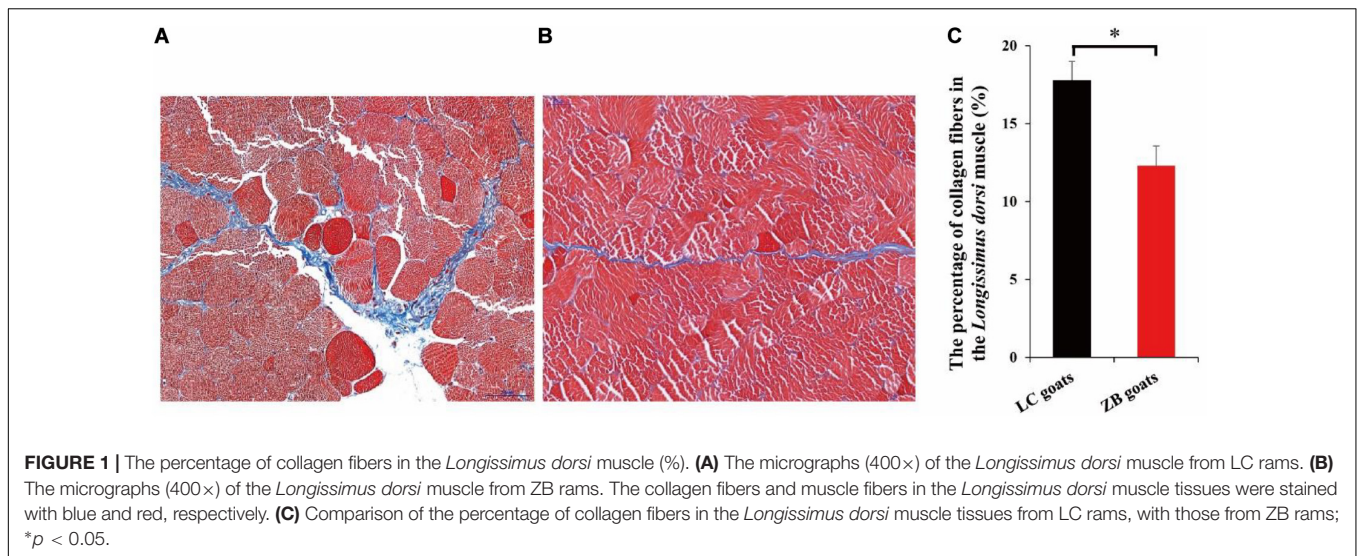 A
B
C
The percentage of collagen fibers in
the Longissimus dorsi muscle (%)
20
15
10
5
0
*
LC goats
ZB goats
FIGURE 1 | The percentage of collagen fibers in the Longissimus dorsi muscle (%). (A) The micrographs (400×) of the Longissimus dorsi muscle from LC rams. (B)
The micrographs (400×) of the Longissimus dorsi muscle from ZB rams. The collagen fibers and muscle fibers in the Longissimus dorsi muscle tissues were stained
with blue and red, respectively. (C) Comparison of the percentage of collagen fibers in the Longissimus dorsi muscle tissues from LC rams, with those from ZB rams;
*p < 0.05.